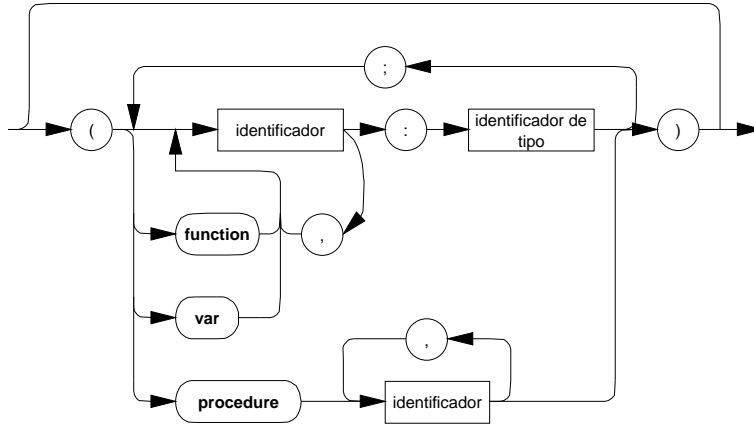 ;
(
identificador
:
identificador de
tipo
)
function
,
var
,
procedure
identificador